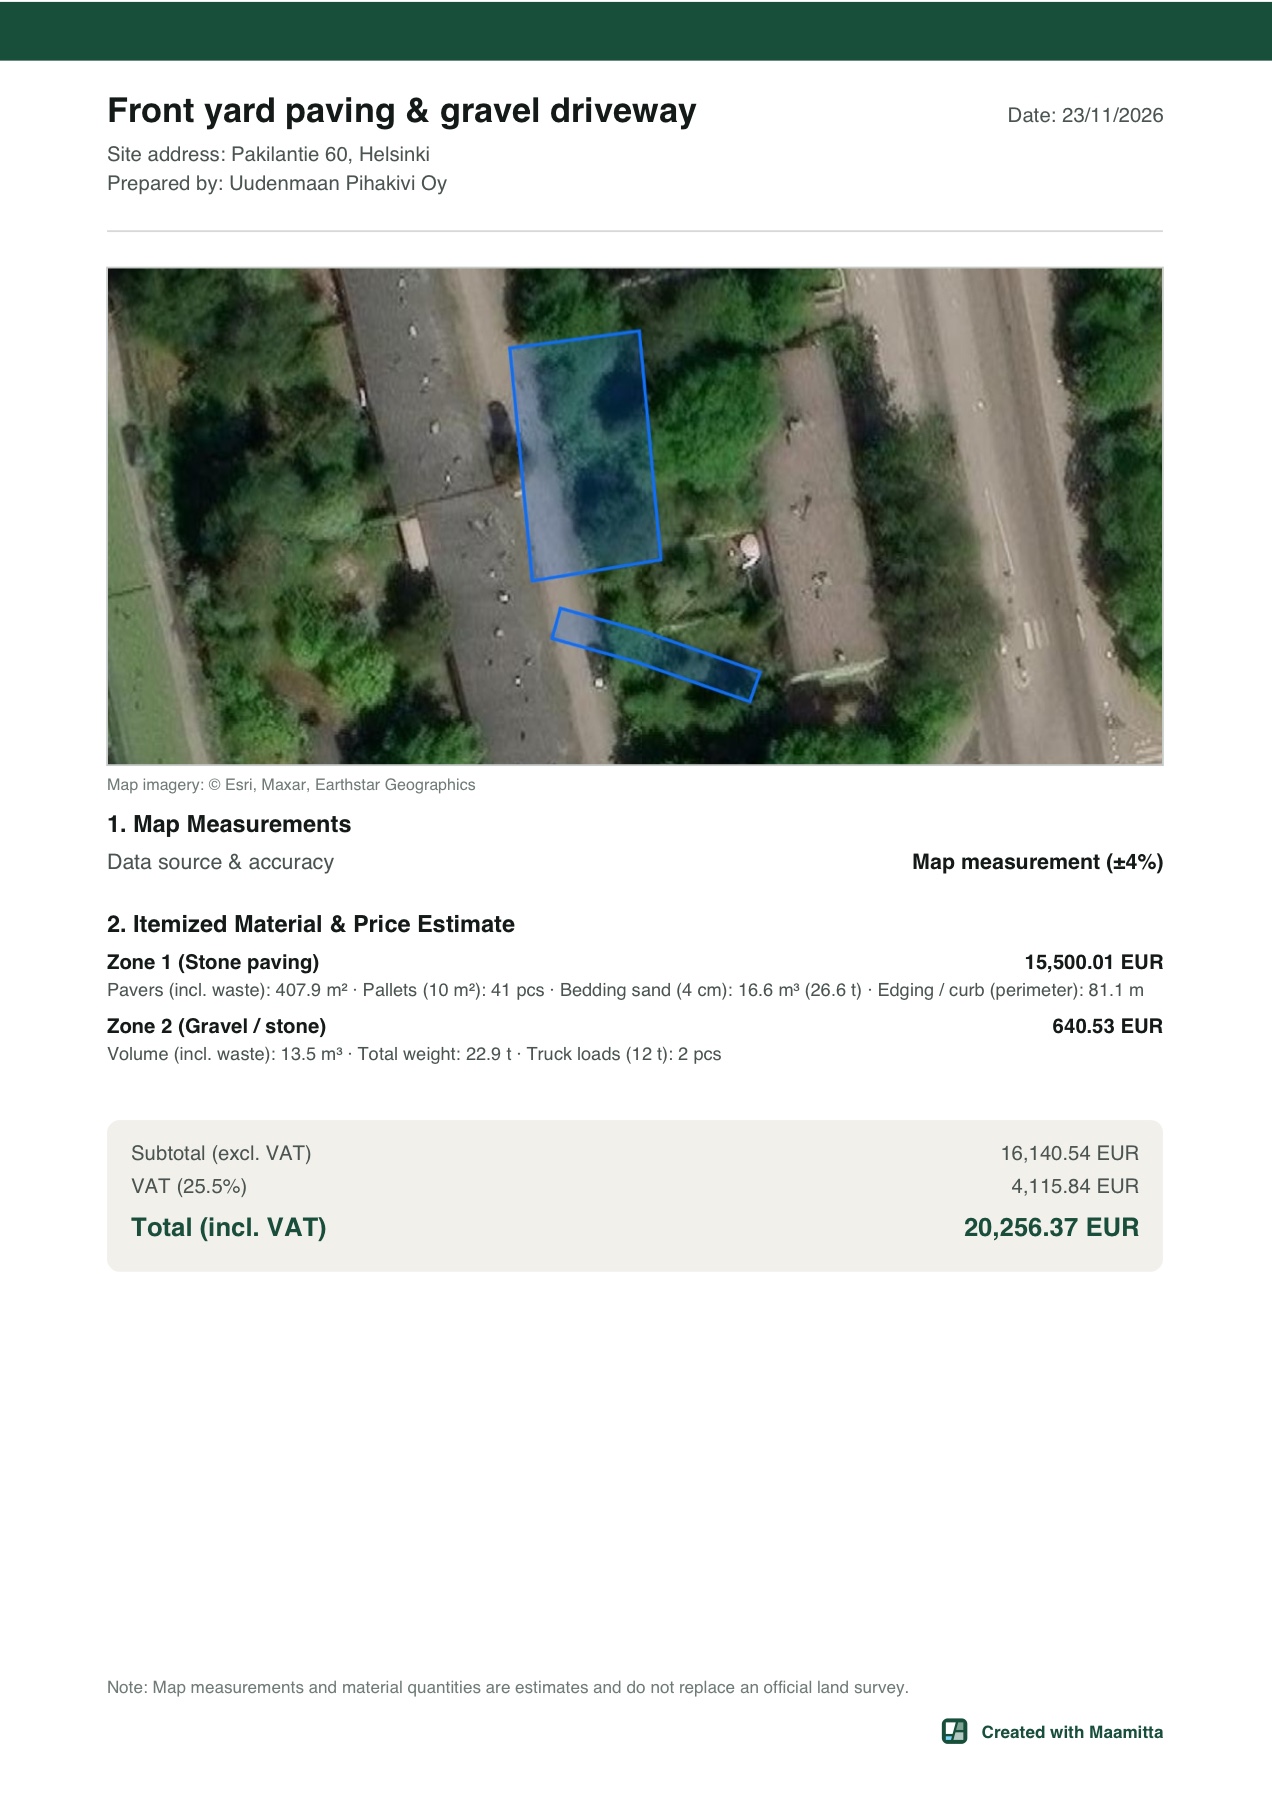 Front yard paving & gravel driveway
Date: 23/11/2026
Site address: Pakilantie 60, Helsinki
Prepared by: Uudenmaan Pihakivi Oy
Map imagery: © Esri, Maxar, Earthstar Geographics
1. Map Measurements
Data source & accuracy Map measurement (±4%)
2. Itemized Material & Price Estimate
Zone 1 (Stone paving) 15,500.01 EUR
Pavers (incl. waste): 407.9 m² · Pallets (10 m²): 41 pcs · Bedding sand (4 cm): 16.6 m³ (26.6 t) · Edging / curb (perimeter): 81.1 m
Zone 2 (Gravel / stone) 640.53 EUR
Volume (incl. waste): 13.5 m³ · Total weight: 22.9 t · Truck loads (12 t): 2 pcs
Subtotal (excl. VAT) 16,140.54 EUR
VAT (25.5%) 4,115.84 EUR
Total (incl. VAT) 20,256.37 EUR
Note: Map measurements and material quantities are estimates and do not replace an official land survey.
Created with Maamitta